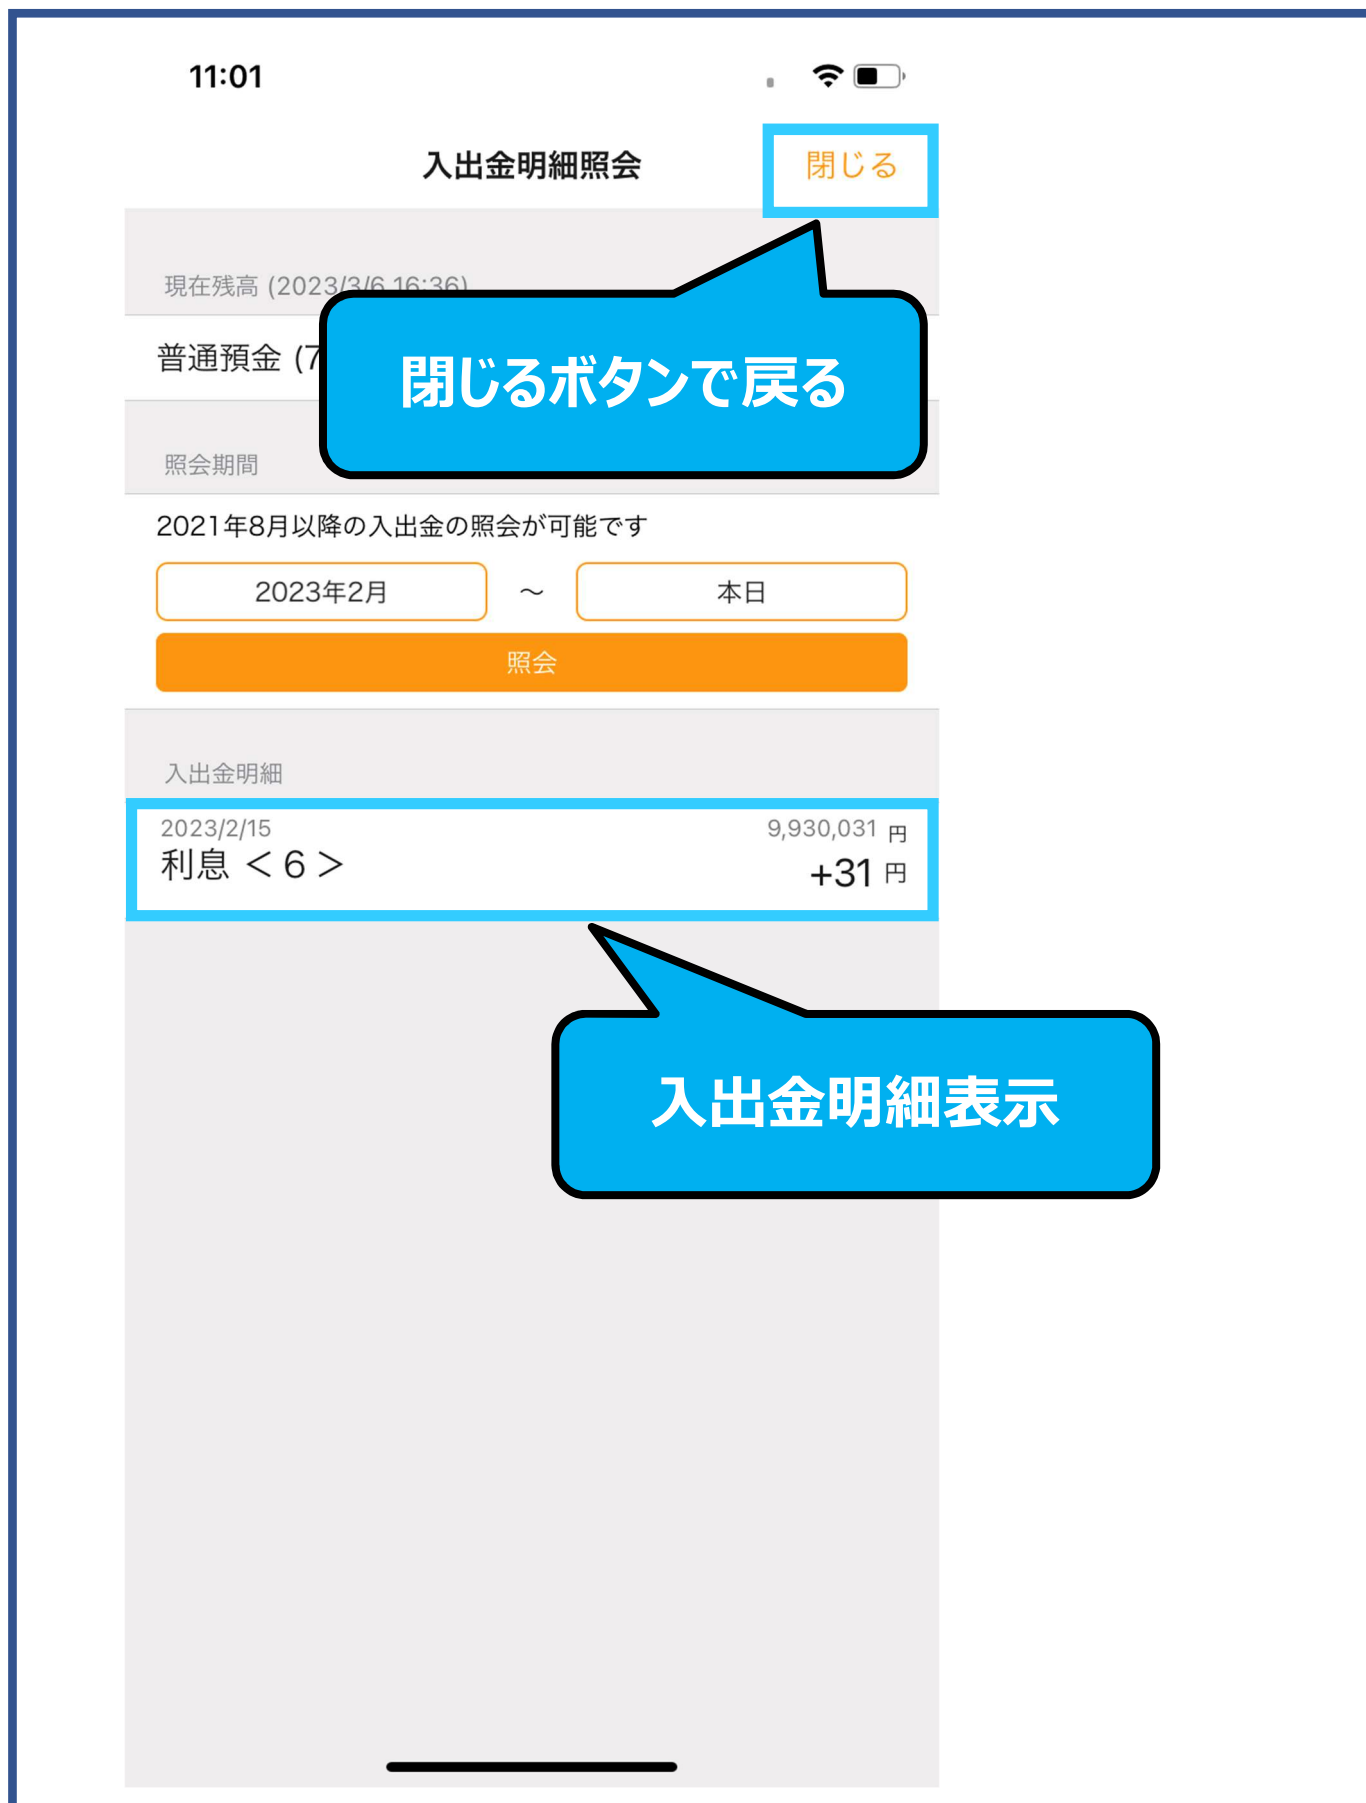 11:01
入出金明細照会
閉じる
現在残高 (2023/3/6 16:36)
普通預金 (7
閉じるボタンで戻る
照会期間
2021年8月以降の入出金の照会が可能です
2023年2月 ～ 本日
照会
入出金明細
2023/2/15 9,930,031 円
利息 ＜６＞ +31 円
入出金明細表示